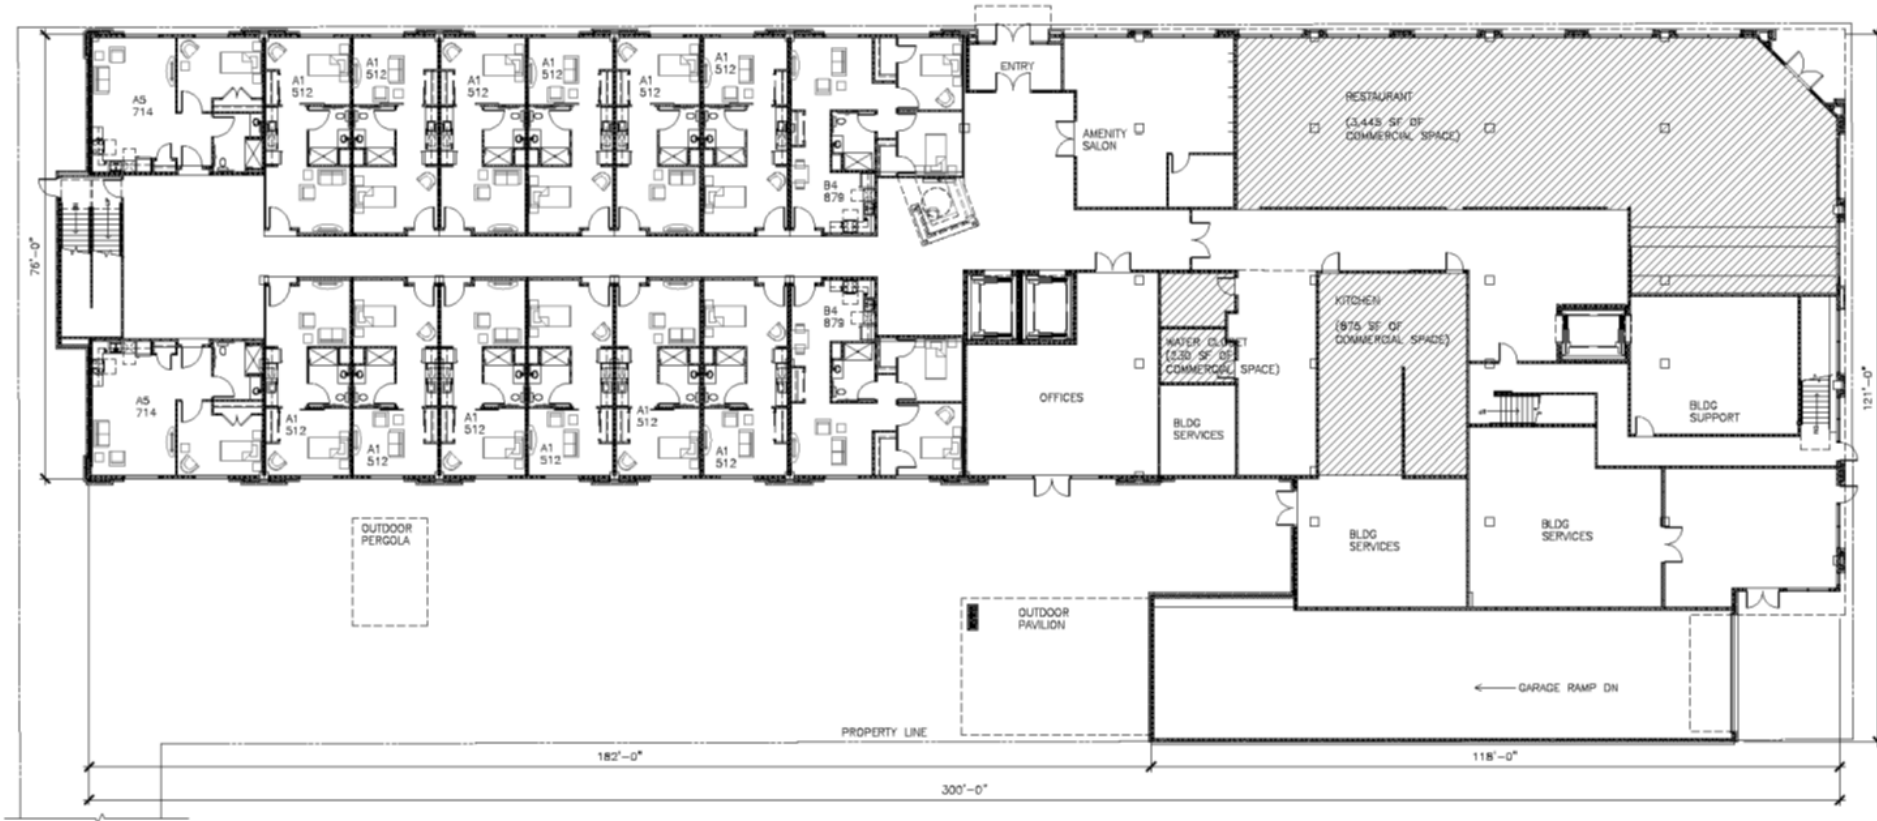 ENTRY
A1
512
A1
512
A1
512
A1
512
A1
512
A1
512
A5
714
RESTAURANT
(3,445 SF OF
COMMERCIAL SPACE)
AMENITY
SALON
B4
879
76'-0"
KITCHEN
(876 SF OF
COMMERCIAL SPACE)
B4
879
WATER CLOSET
(230 SF OF
COMMERCIAL SPACE)
121'-0"
A5
714
OFFICES
BLDG
SUPPORT
A1
512
A1
512
A1
512
A1
512
A1
512
A1
512
BLDG
SERVICES
OUTDOOR
PERGOLA
BLDG
SERVICES
BLDG
SERVICES
OUTDOOR
PAVILION
GARAGE RAMP DN
PROPERTY LINE
182'-0"
118'-0"
300'-0"